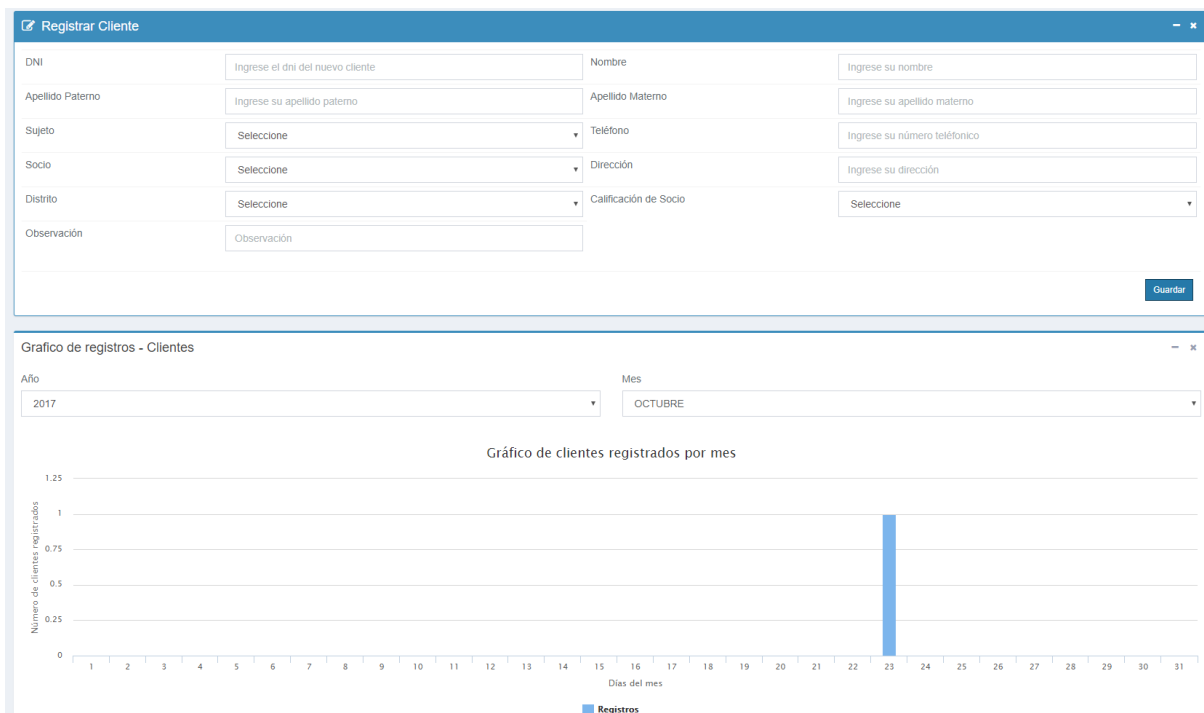 Registrar Cliente
DNI Ingrese el dni del nuevo cliente Nombre Ingrese su nombre
Apellido Paterno Ingrese su apellido paterno Apellido Materno Ingrese su apellido materno
Sujeto Seleccione Teléfono Ingrese su número teléfonico
Socio Seleccione Dirección Ingrese su dirección
Distrito Seleccione Calificación de Socio Seleccione
Observación Observación
Guardar
Grafico de registros - Clientes
Año Mes
2017 OCTUBRE
Gráfico de clientes registrados por mes
Número de clientes registrados
1.25
1
0.75
0.5
0.25
0
1 2 3 4 5 6 7 8 9 10 11 12 13 14 15 16 17 18 19 20 21 22 23 24 25 26 27 28 29 30 31
Días del mes
Registros